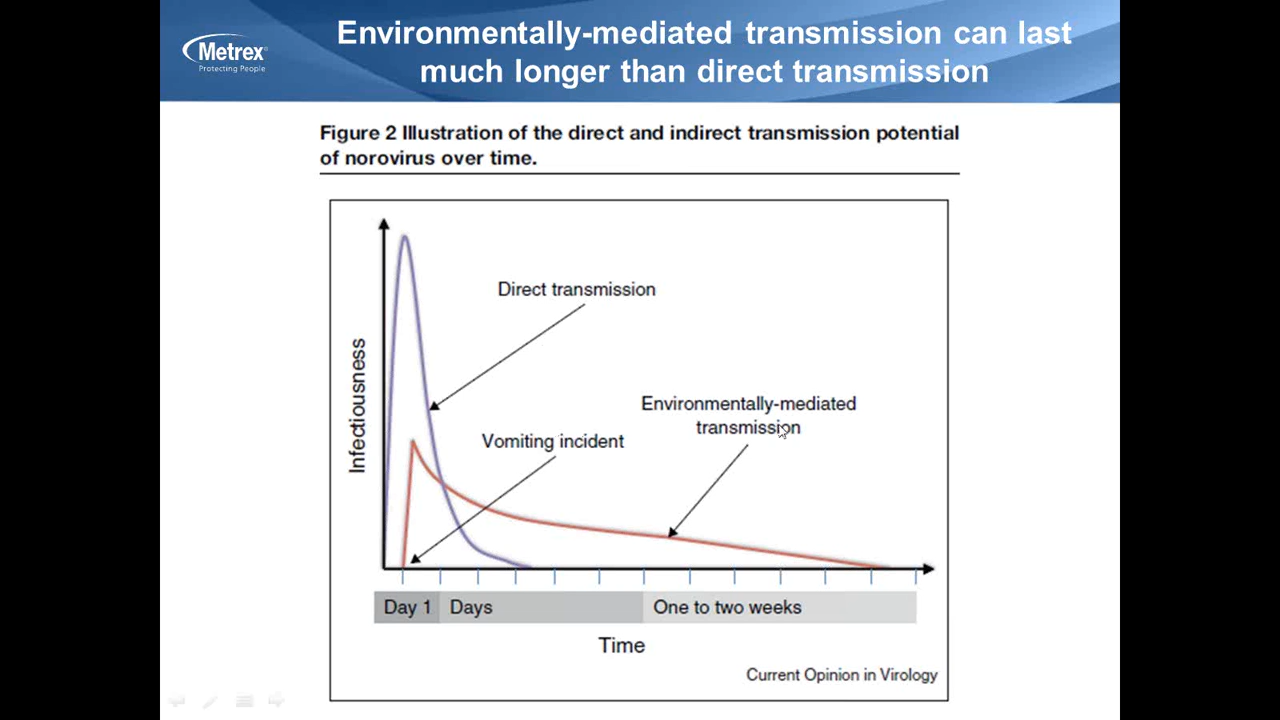 Metrex®
Protecting People
Environmentally-mediated transmission can last
much longer than direct transmission
Figure 2 Illustration of the direct and indirect transmission potential
of norovirus over time.
Direct transmission
Infectiousness
Environmentally-mediated
transmission
Vomiting incident
Day 1
Days
One to two weeks
Time
Current Opinion in Virology